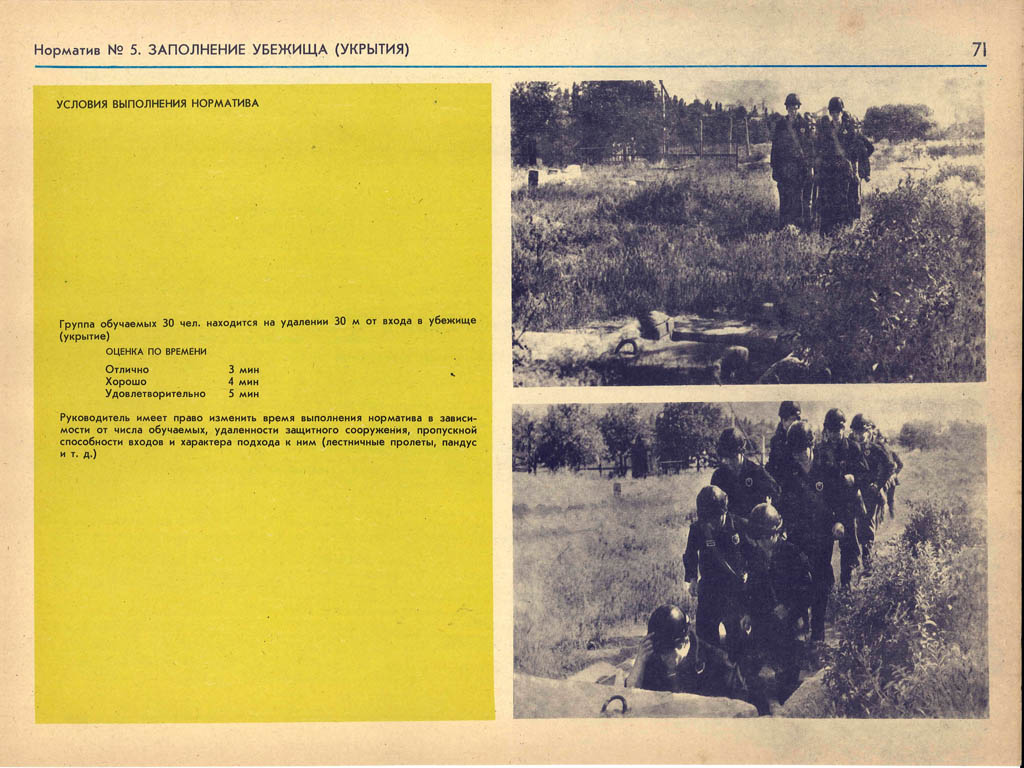 Норматив № 5. ЗАПОЛНЕНИЕ УБЕЖИЩА (УКРЫТИЯ)
71
УСЛОВИЯ ВЫПОЛНЕНИЯ НОРМАТИВА
Группа обучаемых 30 чел. находится на удалении 30 м от входа в убежище
(укрытие)
ОЦЕНКА ПО ВРЕМЕНИ
Отлично 3 мин
Хорошо 4 мин
Удовлетворительно 5 мин
Руководитель имеет право изменить время выполнения норматива в зависи-
мости от числа обучаемых, удаленности защитного сооружения, пропускной
способности входов и характера подхода к ним (лестничные пролеты, пандус
и т. д.)